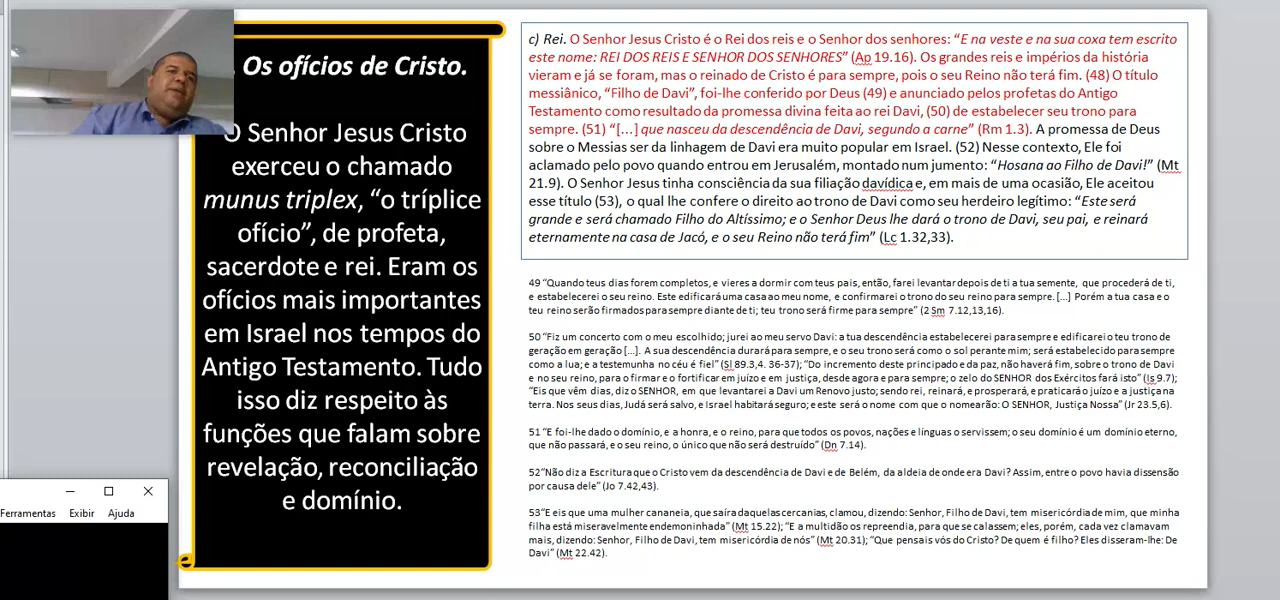 . Os ofícios de Cristo.
O Senhor Jesus Cristo
exerceu o chamado
munus triplex, “o tríplice
ofício”, de profeta,
sacerdote e rei. Eram os
ofícios mais importantes
em Israel nos tempos do
Antigo Testamento. Tudo
isso diz respeito às
funções que falam sobre
revelação, reconciliação
e domínio.
e
Ferramentas Exibir Ajuda
c) Rei. O Senhor Jesus Cristo é o Rei dos reis e o Senhor dos senhores: “E na veste e na sua coxa tem escrito
este nome: REI DOS REIS E SENHOR DOS SENHORES” (Ap 19.16). Os grandes reis e impérios da história
vieram e já se foram, mas o reinado de Cristo é para sempre, pois o seu Reino não terá fim. (48) O título
messiânico, “Filho de Davi”, foi-lhe conferido por Deus (49) e anunciado pelos profetas do Antigo
Testamento como resultado da promessa divina feita ao rei Davi, (50) de estabelecer seu trono para
sempre. (51) “[...] que nasceu da descendência de Davi, segundo a carne” (Rm 1.3). A promessa de Deus
sobre o Messias ser da linhagem de Davi era muito popular em Israel. (52) Nesse contexto, Ele foi
aclamado pelo povo quando entrou em Jerusalém, montado num jumento: “Hosana ao Filho de Davi!” (Mt
21.9). O Senhor Jesus tinha consciência da sua filiação davídica e, em mais de uma ocasião, Ele aceitou
esse título (53), o qual lhe confere o direito ao trono de Davi como seu herdeiro legítimo: “Este será
grande e será chamado Filho do Altíssimo; e o Senhor Deus lhe dará o trono de Davi, seu pai, e reinará
eternamente na casa de Jacó, e o seu Reino não terá fim” (Lc 1.32,33).
49 “Quando teus dias forem completos, e vieres a dormir com teus pais, então, farei levantar depois de ti a tua semente, que procederá de ti,
e estabelecerei o seu reino. Este edificará uma casa ao meu nome, e confirmarei o trono do seu reino para sempre. [...] Porém a tua casa e o
teu reino serão firmados para sempre diante de ti; teu trono será firme para sempre” (2 Sm 7.12,13,16).
50 “Fiz um concerto com o meu escolhido; jurei ao meu servo Davi: a tua descendência estabelecerei para sempre e edificarei o teu trono de
geração em geração [...]. A sua descendência durará para sempre, e o seu trono será como o sol perante mim; será estabelecido para sempre
como a lua; e a testemunha no céu é fiel” (Sl 89.3,4. 36-37); “Do incremento deste principado e da paz, não haverá fim, sobre o trono de Davi
e no seu reino, para o firmar e o fortificar em juízo e em justiça, desde agora e para sempre; o zelo do SENHOR dos Exércitos fará isto” (Is 9.7);
“Eis que vêm dias, diz o SENHOR, em que levantarei a Davi um Renovo justo; sendo rei, reinará, e prosperará, e praticará o juízo e a justiça na
terra. Nos seus dias, Judá será salvo, e Israel habitará seguro; e este será o nome com que o nomearão: O SENHOR, Justiça Nossa” (Jr 23.5,6).
51 “E foi-lhe dado o domínio, e a honra, e o reino, para que todos os povos, nações e línguas o servissem; o seu domínio é um domínio eterno,
que não passará, e o seu reino, o único que não será destruído” (Dn 7.14).
52 “Não diz a Escritura que o Cristo vem da descendência de Davi e de Belém, da aldeia de onde era Davi? Assim, entre o povo havia dissensão
por causa dele” (Jo 7.42,43).
53 “E eis que uma mulher cananeia, que saíra daquelas cercanias, clamou, dizendo: Senhor, Filho de Davi, tem misericórdia de mim, que minha
filha está miseravelmente endemoninhada” (Mt 15.22); “E a multidão os repreendia, para que se calassem; eles, porém, cada vez clamavam
mais, dizendo: Senhor, Filho de Davi, tem misericórdia de nós” (Mt 20.31); “Que pensais vós do Cristo? De quem é filho? Eles disseram-lhe: De
Davi” (Mt 22.42).